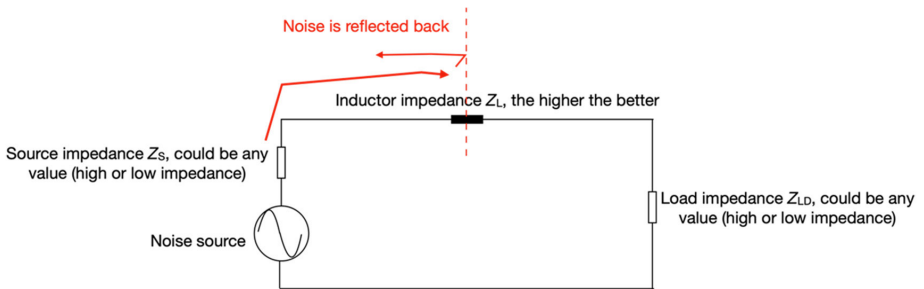 Noise is reflected back
Inductor impedance ZL, the higher the better
Source impedance ZS, could be any
value (high or low impedance)
Load impedance ZLD, could be any
value (high or low impedance)
Noise source